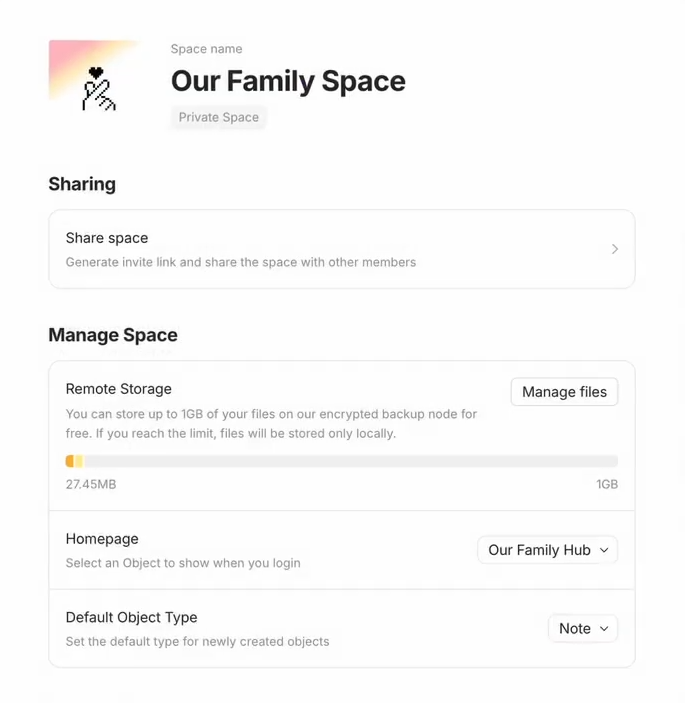 Space name
Our Family Space
Private Space
Sharing
Share space
Generate invite link and share the space with other members
Manage Space
Remote Storage
Manage files
You can store up to 1GB of your files on our encrypted backup node for
free. If you reach the limit, files will be stored only locally.
27.45MB
1GB
Homepage
Select an Object to show when you login
Our Family Hub
Default Object Type
Set the default type for newly created objects
Note